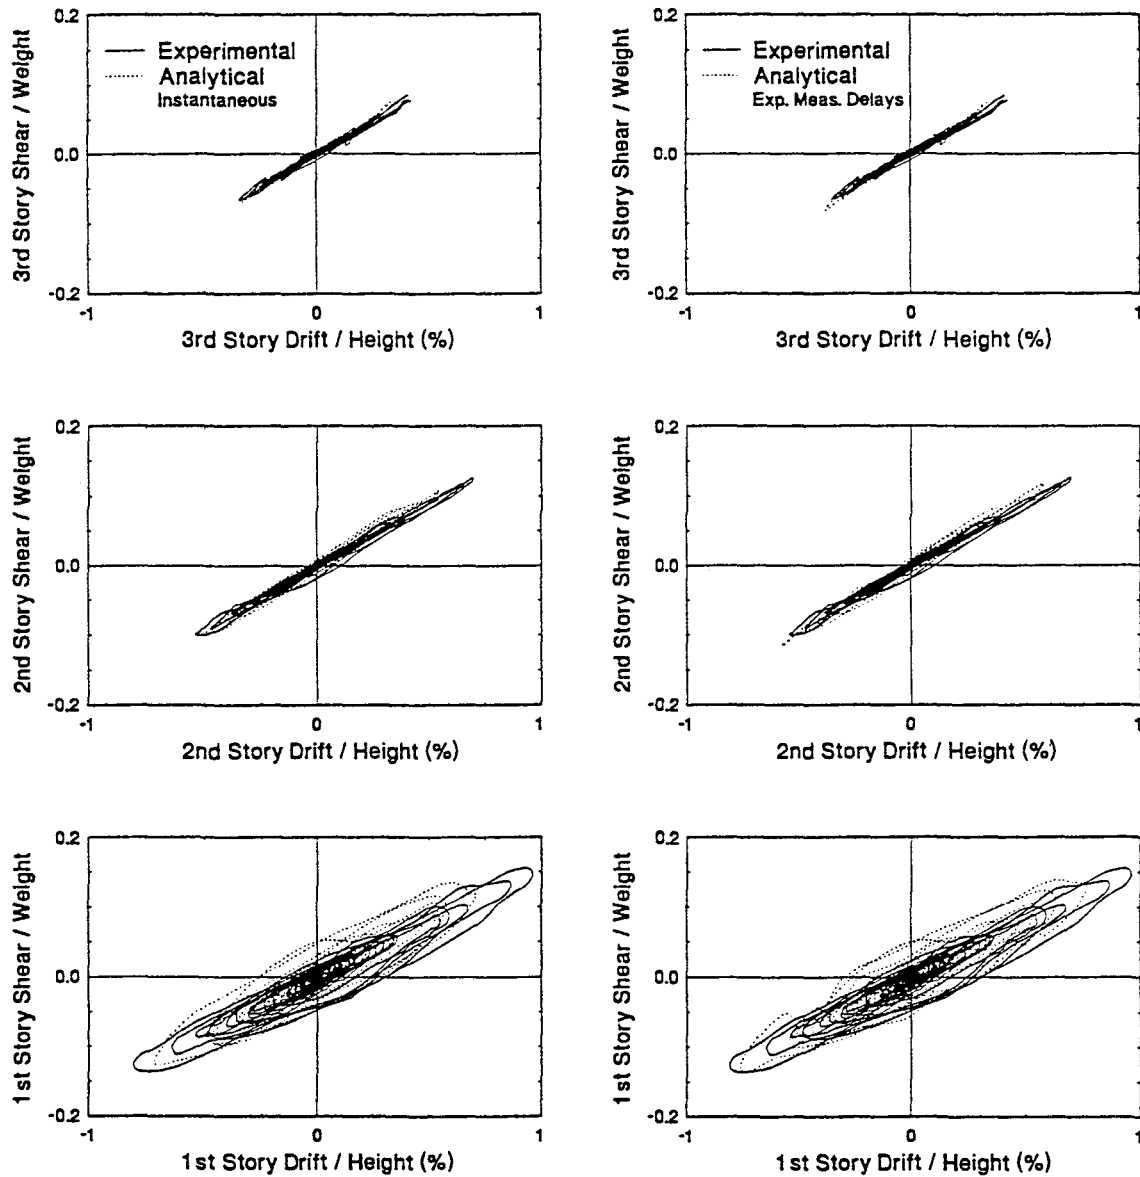 0.2
Experimental
Analytical
Instantaneous
3rd Story Shear / Weight
0.0
-0.2
-1
0
1
3rd Story Drift / Height (%)
0.2
Experimental
Analytical
Exp. Meas. Delays
3rd Story Shear / Weight
0.0
-0.2
-1
0
1
3rd Story Drift / Height (%)
0.2
2nd Story Shear / Weight
0.0
-0.2
-1
0
1
2nd Story Drift / Height (%)
0.2
2nd Story Shear / Weight
0.0
-0.2
-1
0
1
2nd Story Drift / Height (%)
0.2
1st Story Shear / Weight
0.0
-0.2
-1
0
1
1st Story Drift / Height (%)
0.2
1st Story Shear / Weight
0.0
-0.2
-1
0
1
1st Story Drift / Height (%)